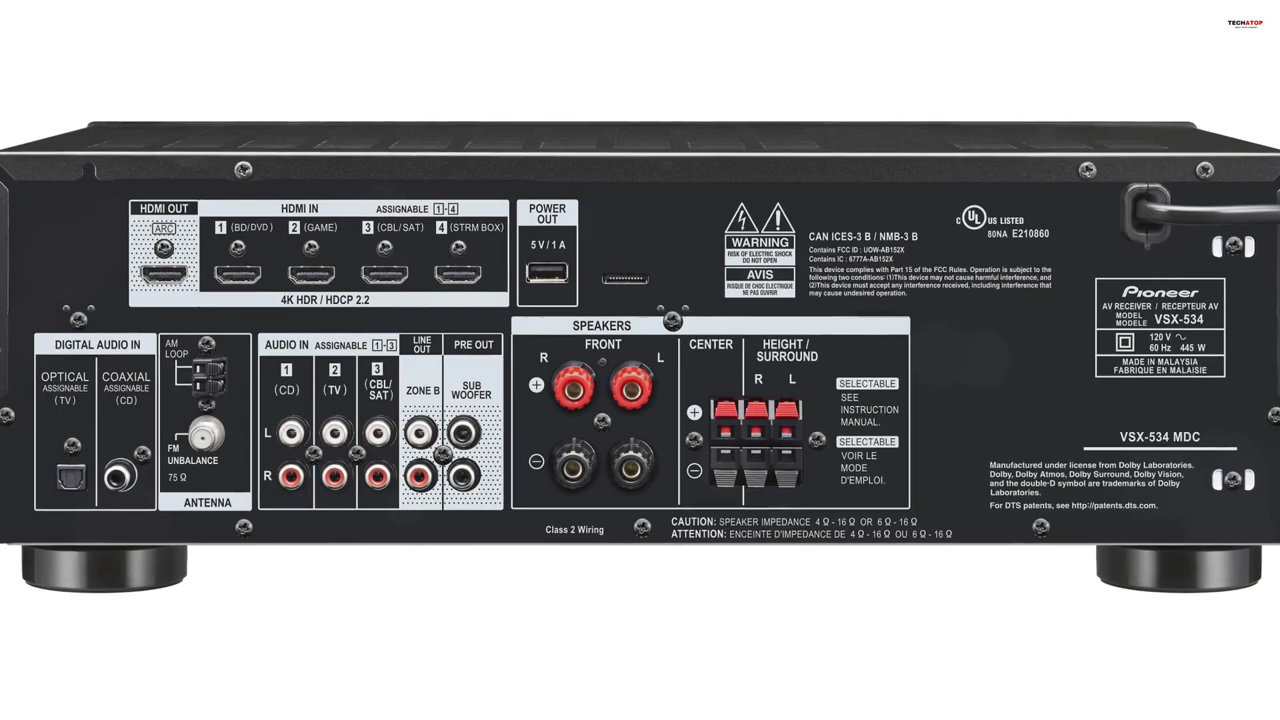 TECHATOP
HDMI OUT
HDMI IN
ASSIGNABLE 1-4
ARC
1 (BD/DVD)
2 (GAME)
3 (CBL/SAT)
4 (STRM BOX)
4K HDR / HDCP 2.2
POWER
OUT
5 V / 1 A
WARNING
RISK OF ELECTRIC SHOCK
DO NOT OPEN
AVIS
RISQUE DE CHOC ELECTRIQUE
NE PAS OUVRIR
CAN ICES-3 B / NMB-3 B
Contains FCC ID : UOW-AB152X
Contains IC : 6777A-AB152X
This device complies with Part 15 of the FCC Rules. Operation is subject to the
following two conditions: (1)This device may not cause harmful interference, and
(2)This device must accept any interference received, including interference that
may cause undesired operation.
C UL US LISTED
80NA E210860
Pioneer
AV RECEIVER / RECEPTEUR AV
MODEL
MODELE VSX-534
120 V ~
60 Hz 445 W
MADE IN MALAYSIA
FABRIQUE EN MALAISIE
DIGITAL AUDIO IN
OPTICAL
ASSIGNABLE
(TV)
COAXIAL
ASSIGNABLE
(CD)
AM
LOOP
FM
UNBALANCE
75 Ω
ANTENNA
AUDIO IN ASSIGNABLE 1-3
1
(CD)
2
(TV)
3
(CBL/
SAT)
L
R
LINE
OUT
ZONE B
PRE OUT
SUB
WOOFER
SPEAKERS
FRONT
R
L
+
−
CENTER
HEIGHT /
SURROUND
R L
+
−
SELECTABLE
SEE
INSTRUCTION
MANUAL.
SELECTABLE
VOIR LE
MODE
D'EMPLOI.
Class 2 Wiring
CAUTION: SPEAKER IMPEDANCE 4 Ω - 16 Ω OR 6 Ω - 16 Ω
ATTENTION: ENCEINTE D'IMPEDANCE DE 4 Ω - 16 Ω OU 6 Ω - 16 Ω
VSX-534 MDC
Manufactured under license from Dolby Laboratories.
Dolby, Dolby Atmos, Dolby Surround, Dolby Vision,
and the double-D symbol are trademarks of Dolby
Laboratories.
For DTS patents, see http://patents.dts.com.